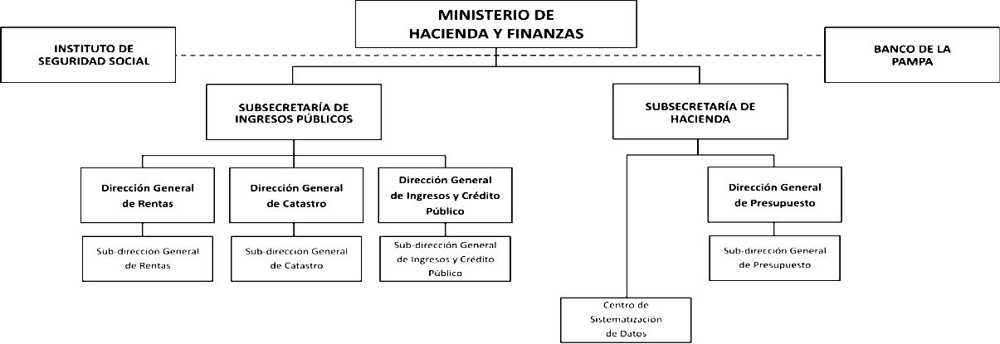 MINISTERIO DE
HACIENDA Y FINANZAS
INSTITUTO DE
SEGURIDAD SOCIAL
BANCO DE LA
PAMPA
SUBSECRETARÍA DE
INGRESOS PÚBLICOS
SUBSECRETARÍA DE
HACIENDA
Dirección General
de Rentas
Dirección General
de Catastro
Dirección General
de Ingresos y Crédito
Público
Dirección General
de Presupuesto
Sub-dirección General
de Rentas
Sub-dirección General
de Catastro
Sub-dirección General
de Ingresos y Crédito
Público
Sub-dirección General
de Presupuesto
Centro de
Sistematización
de Datos